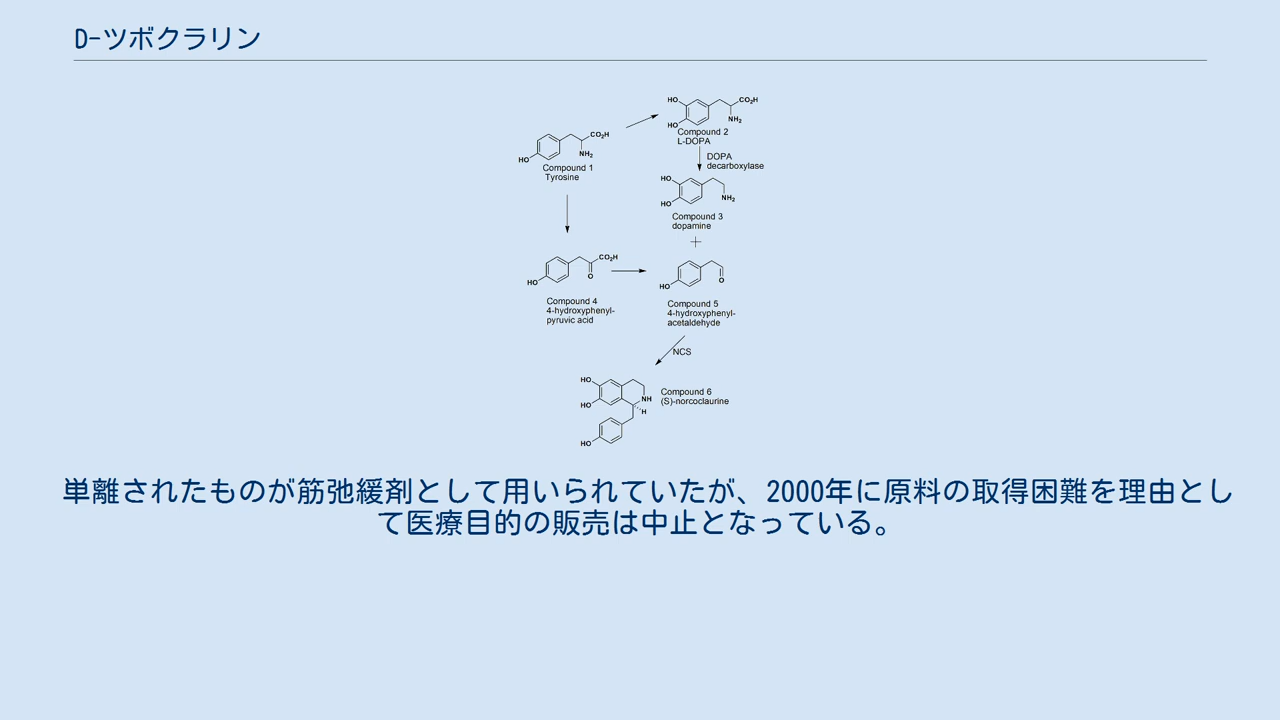 D-ツボクラリン
HO
CO₂H
NH₂
HO
Compound 2
L-DOPA
CO₂H
NH₂
HO
Compound 1
Tyrosine
DOPA
decarboxylase
HO
HO
NH₂
Compound 3
dopamine
+
CO₂H
O
HO
Compound 4
4-hydroxyphenyl-
pyruvic acid
O
HO
Compound 5
4-hydroxyphenyl-
acetaldehyde
NCS
HO
HO
NH
H
HO
Compound 6
(S)-norcoclaurine
単離されたものが筋弛緩剤として用いられていたが、2000年に原料の取得困難を理由とし
て医療目的の販売は中止となっている。